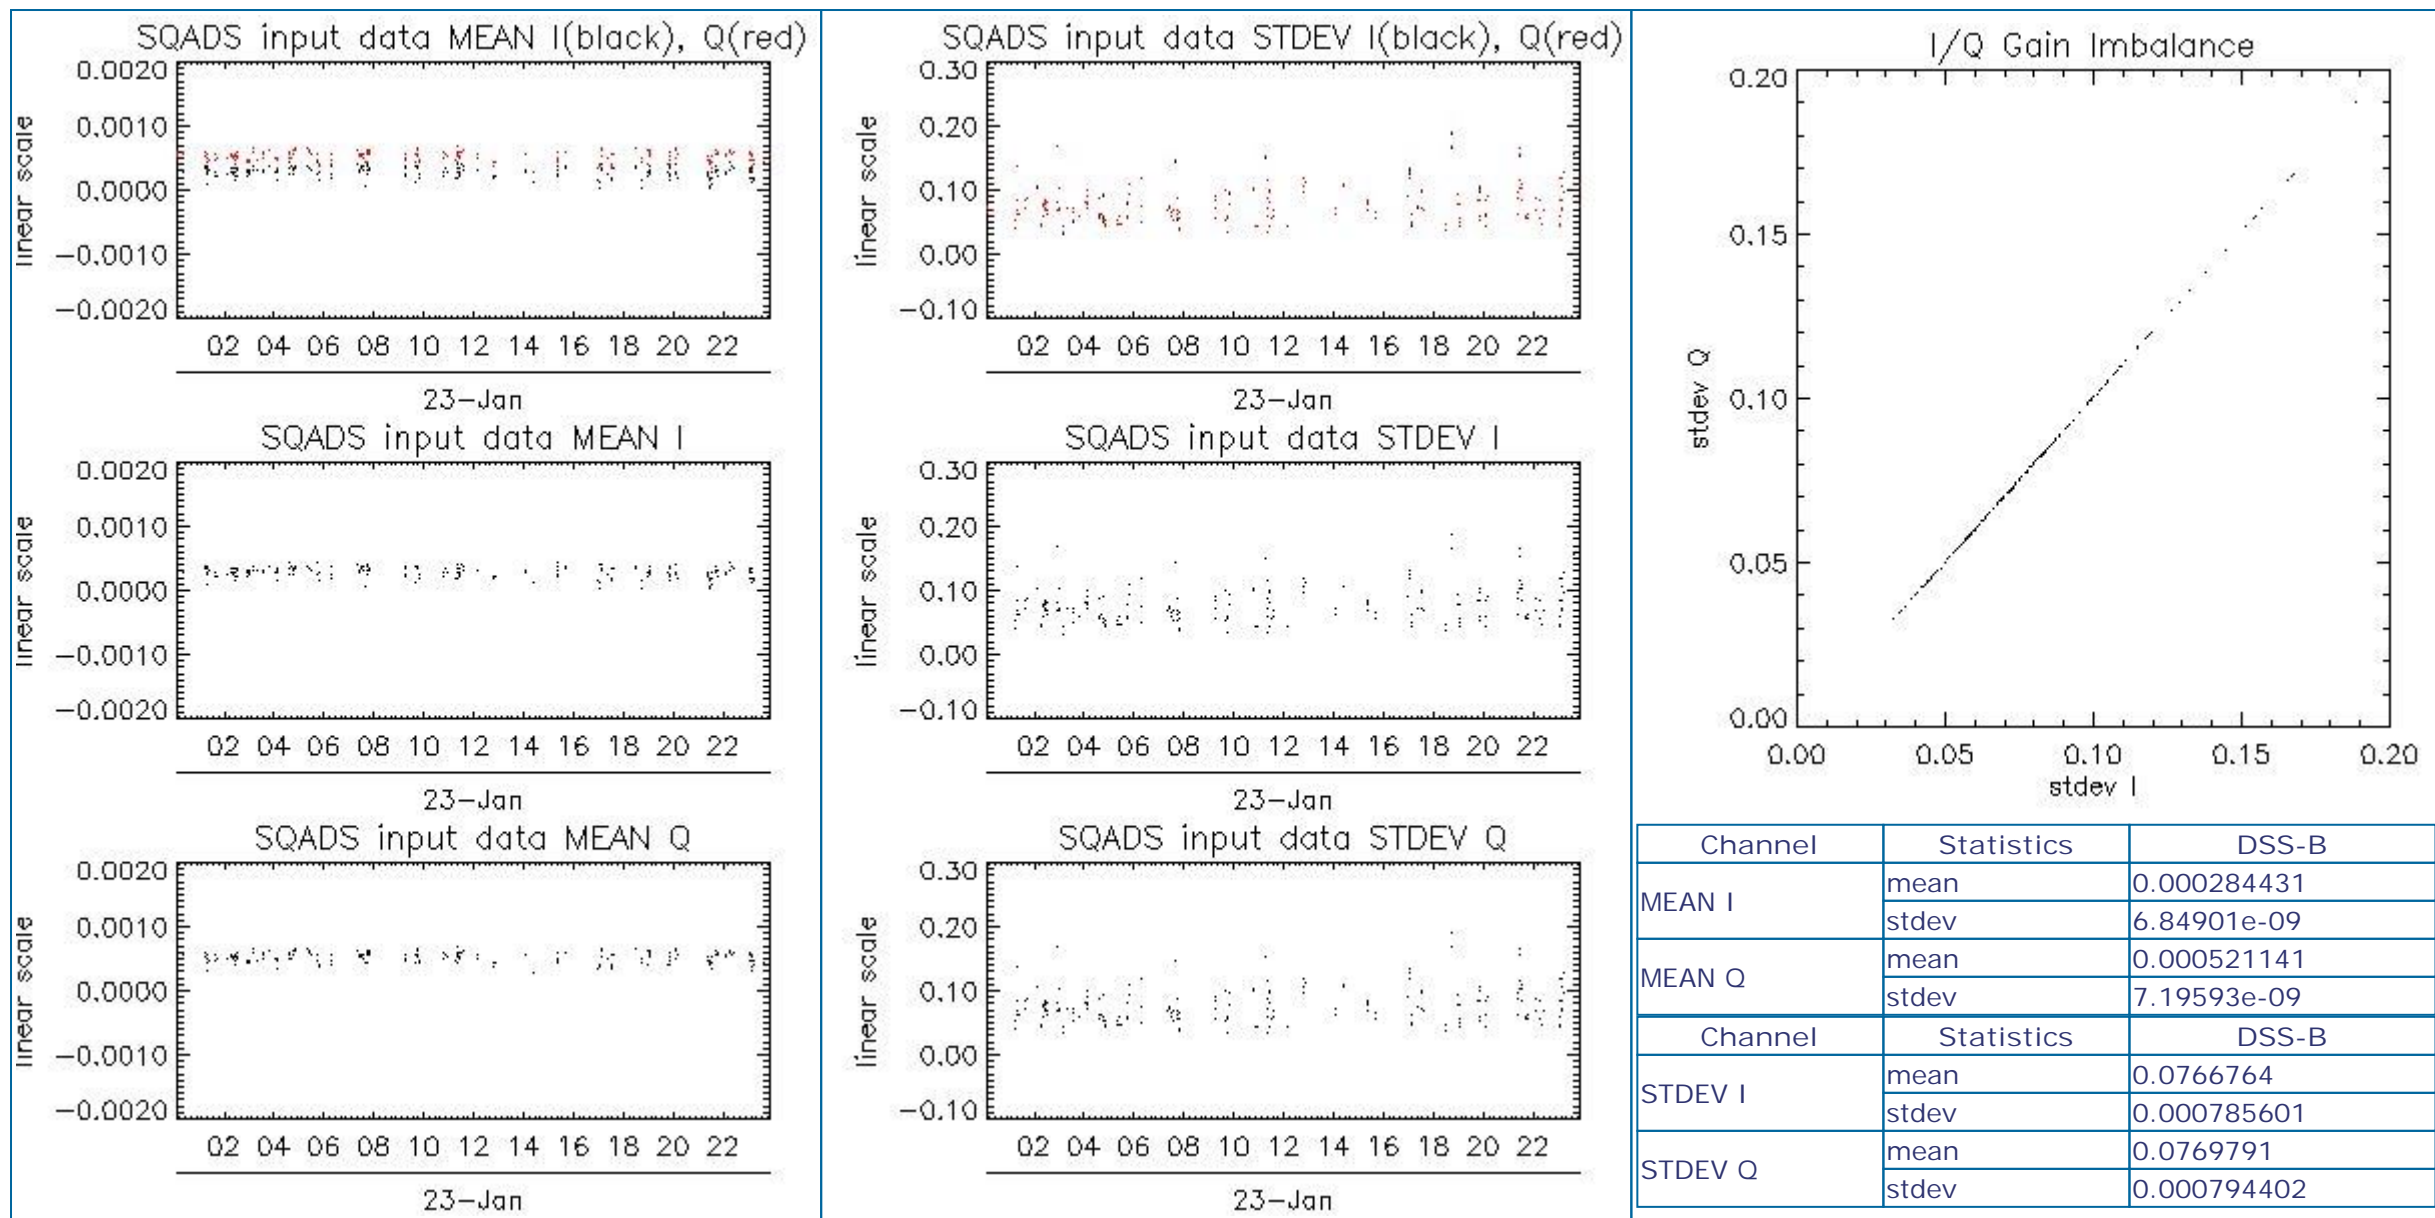 SQADS input data MEAN I(black), Q(red)
linear scale
0.0020
0.0010
0.0000
−0.0010
−0.0020
02 04 06 08 10 12 14 16 18 20 22
23−Jan
SQADS input data MEAN I
linear scale
0.0020
0.0010
0.0000
−0.0010
−0.0020
02 04 06 08 10 12 14 16 18 20 22
23−Jan
SQADS input data MEAN Q
linear scale
0.0020
0.0010
0.0000
−0.0010
−0.0020
02 04 06 08 10 12 14 16 18 20 22
23−Jan
SQADS input data STDEV I(black), Q(red)
linear scale
0.30
0.20
0.10
0.00
−0.10
02 04 06 08 10 12 14 16 18 20 22
23−Jan
SQADS input data STDEV I
linear scale
0.30
0.20
0.10
0.00
−0.10
02 04 06 08 10 12 14 16 18 20 22
23−Jan
SQADS input data STDEV Q
linear scale
0.30
0.20
0.10
0.00
−0.10
02 04 06 08 10 12 14 16 18 20 22
23−Jan
I/Q Gain Imbalance
stdev Q
0.20
0.15
0.10
0.05
0.00
0.00 0.05 0.10 0.15 0.20
stdev I
Channel Statistics DSS-B
MEAN I mean 0.000284431
stdev 6.84901e-09
MEAN Q mean 0.000521141
stdev 7.19593e-09
Channel Statistics DSS-B
STDEV I mean 0.0766764
stdev 0.000785601
STDEV Q mean 0.0769791
stdev 0.000794402